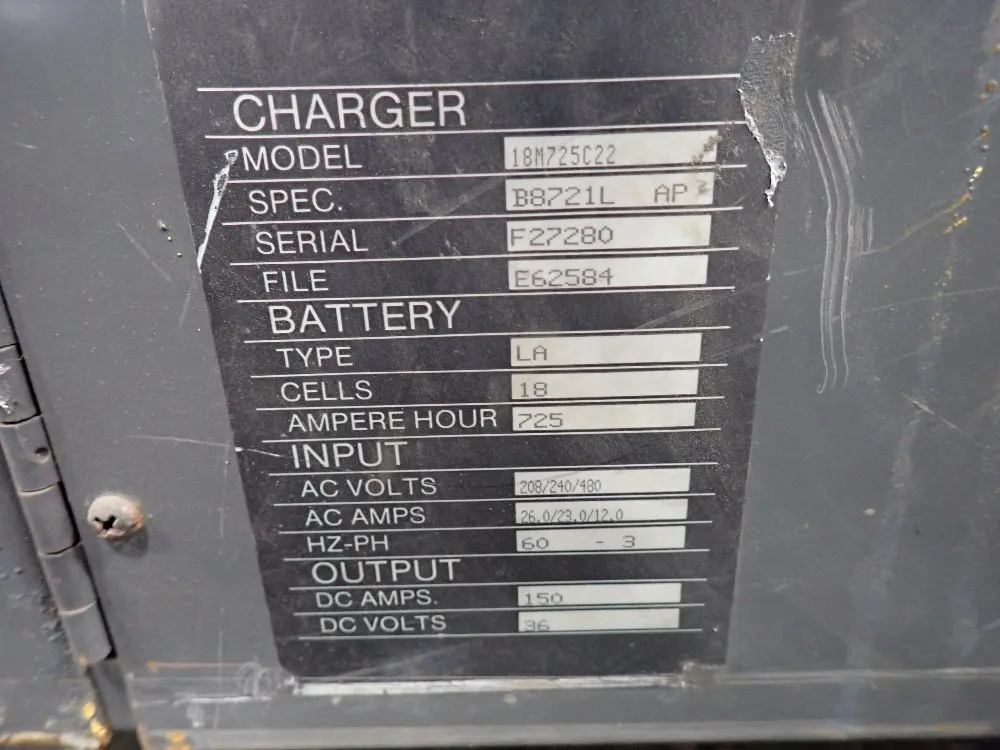 CHARGER
MODEL 18M725C22
SPEC. B8721L AP
SERIAL F27280
FILE E62584
BATTERY
TYPE LA
CELLS 18
AMPERE HOUR 725
INPUT
AC VOLTS 208/240/480
AC AMPS 26.0/23.0/12.0
HZ-PH 60 - 3
OUTPUT
DC AMPS. 150
DC VOLTS 36